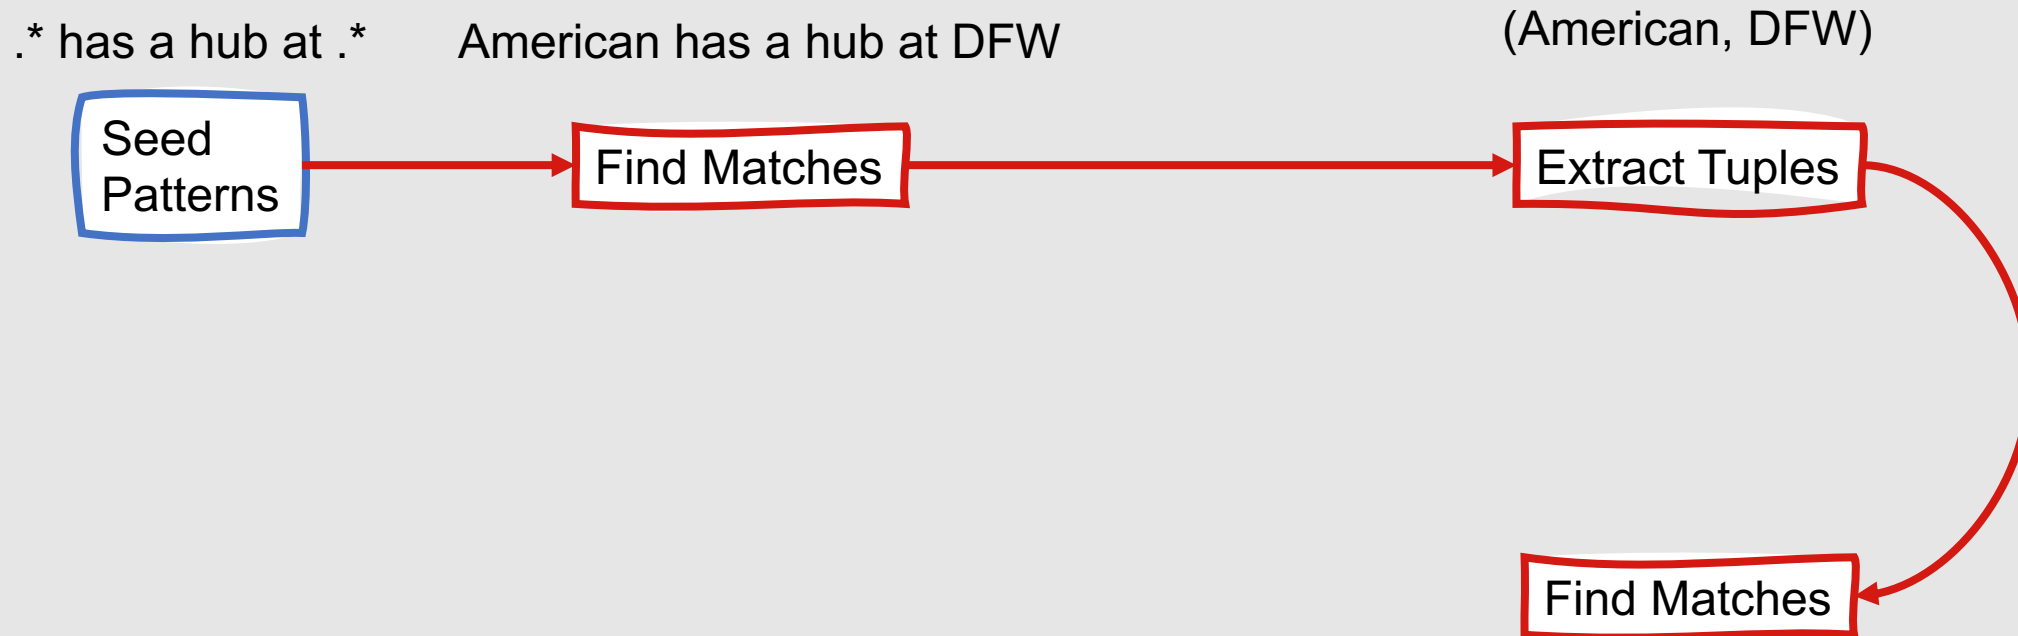 .* has a hub at .*
American has a hub at DFW
(American, DFW)
Seed
Patterns
Find Matches
Extract Tuples
Find Matches